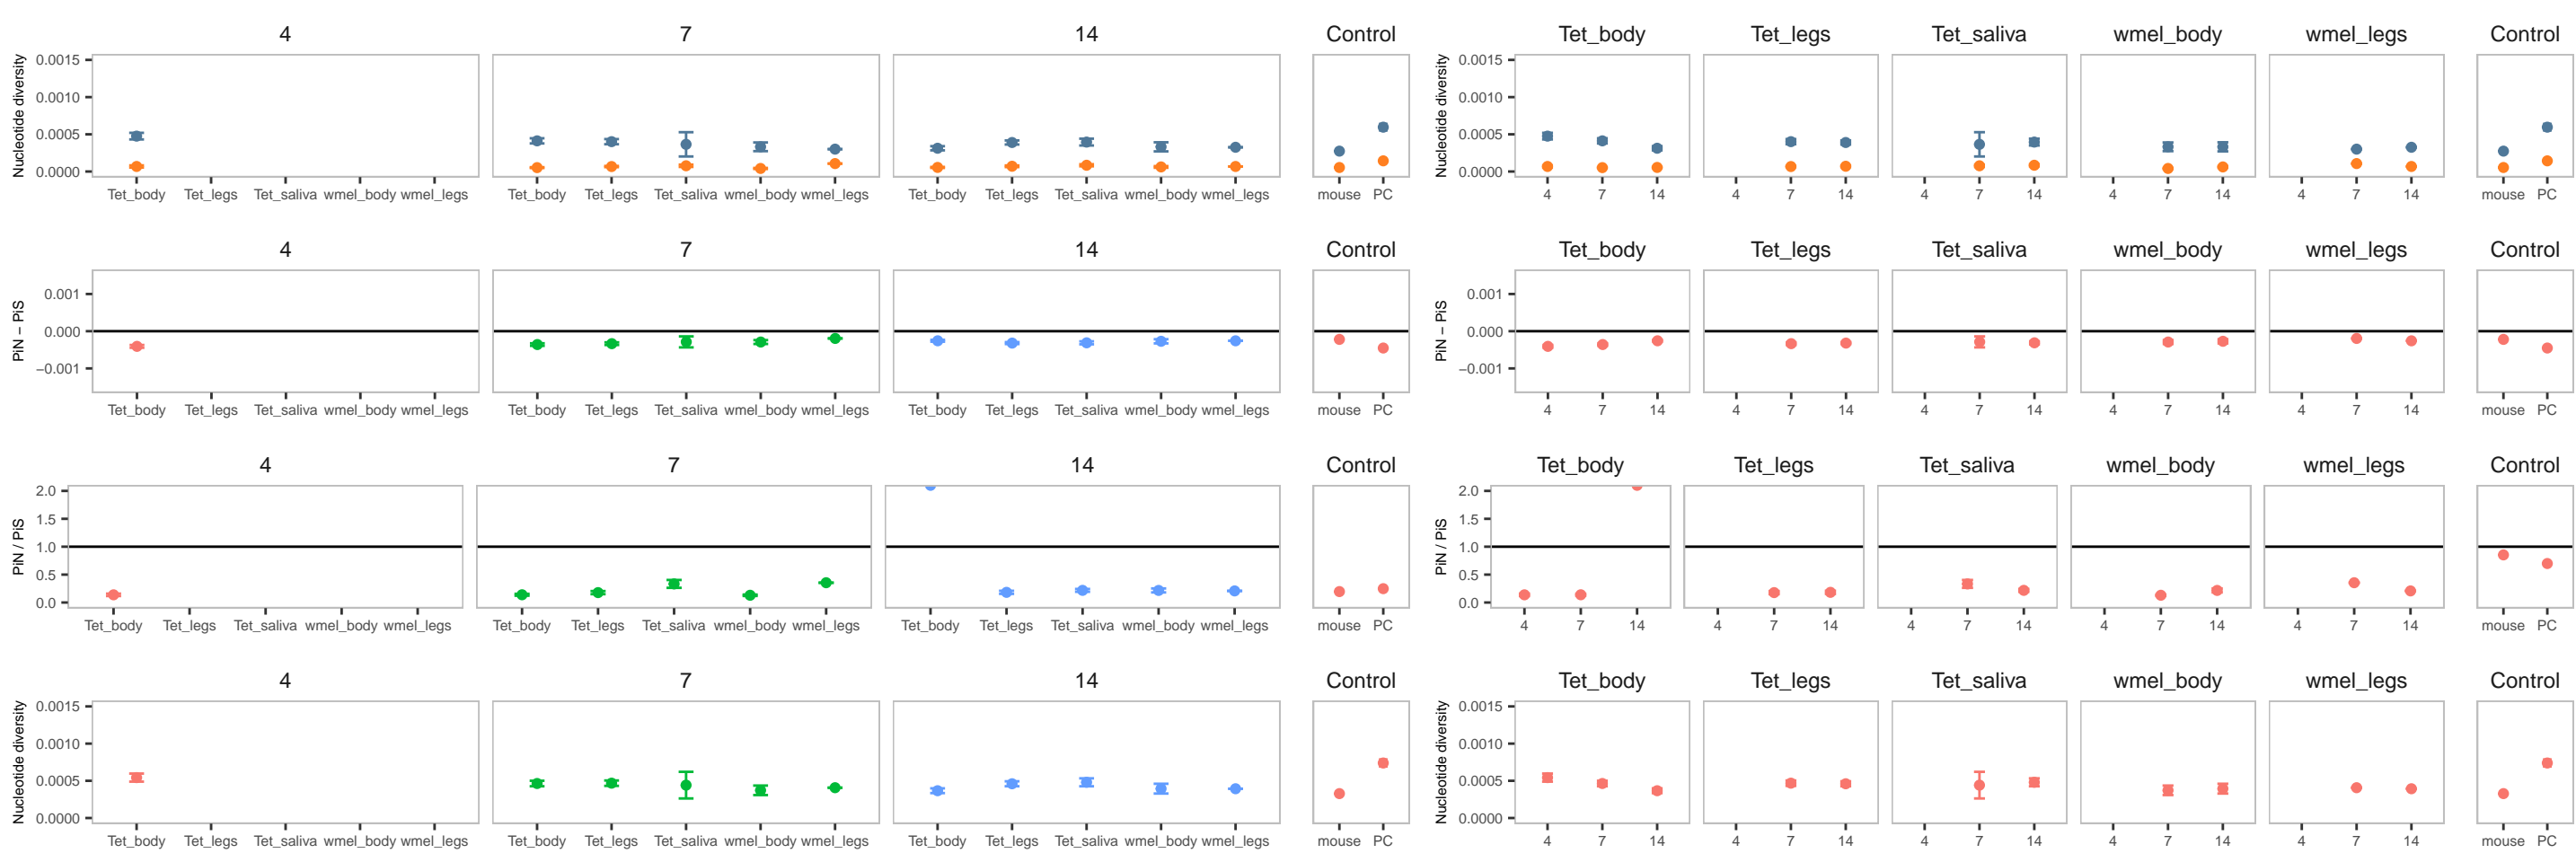 4 7 14 Control Tet_body Tet_legs Tet_saliva wmel_body wmel_legs Control
Nucleotide diversity 0.0015 0.0010 0.0005 0.0000 Nucleotide diversity 0.0015 0.0010 0.0005 0.0000
Tet_body Tet_legs Tet_saliva wmel_body wmel_legs Tet_body Tet_legs Tet_saliva wmel_body wmel_legs Tet_body Tet_legs Tet_saliva wmel_body wmel_legs mouse PC 4 7 14 4 7 14 4 7 14 4 7 14 4 7 14 mouse PC
4 7 14 Control Tet_body Tet_legs Tet_saliva wmel_body wmel_legs Control
PiN – PiS 0.001 0.000 −0.001 PiN – PiS 0.001 0.000 −0.001
Tet_body Tet_legs Tet_saliva wmel_body wmel_legs Tet_body Tet_legs Tet_saliva wmel_body wmel_legs Tet_body Tet_legs Tet_saliva wmel_body wmel_legs mouse PC 4 7 14 4 7 14 4 7 14 4 7 14 4 7 14 mouse PC
4 7 14 Control Tet_body Tet_legs Tet_saliva wmel_body wmel_legs Control
PiN / PiS 2.0 1.5 1.0 0.5 0.0 PiN / PiS 2.0 1.5 1.0 0.5 0.0
Tet_body Tet_legs Tet_saliva wmel_body wmel_legs Tet_body Tet_legs Tet_saliva wmel_body wmel_legs Tet_body Tet_legs Tet_saliva wmel_body wmel_legs mouse PC 4 7 14 4 7 14 4 7 14 4 7 14 4 7 14 mouse PC
4 7 14 Control Tet_body Tet_legs Tet_saliva wmel_body wmel_legs Control
Nucleotide diversity 0.0015 0.0010 0.0005 0.0000 Nucleotide diversity 0.0015 0.0010 0.0005 0.0000
Tet_body Tet_legs Tet_saliva wmel_body wmel_legs Tet_body Tet_legs Tet_saliva wmel_body wmel_legs Tet_body Tet_legs Tet_saliva wmel_body wmel_legs mouse PC 4 7 14 4 7 14 4 7 14 4 7 14 4 7 14 mouse PC